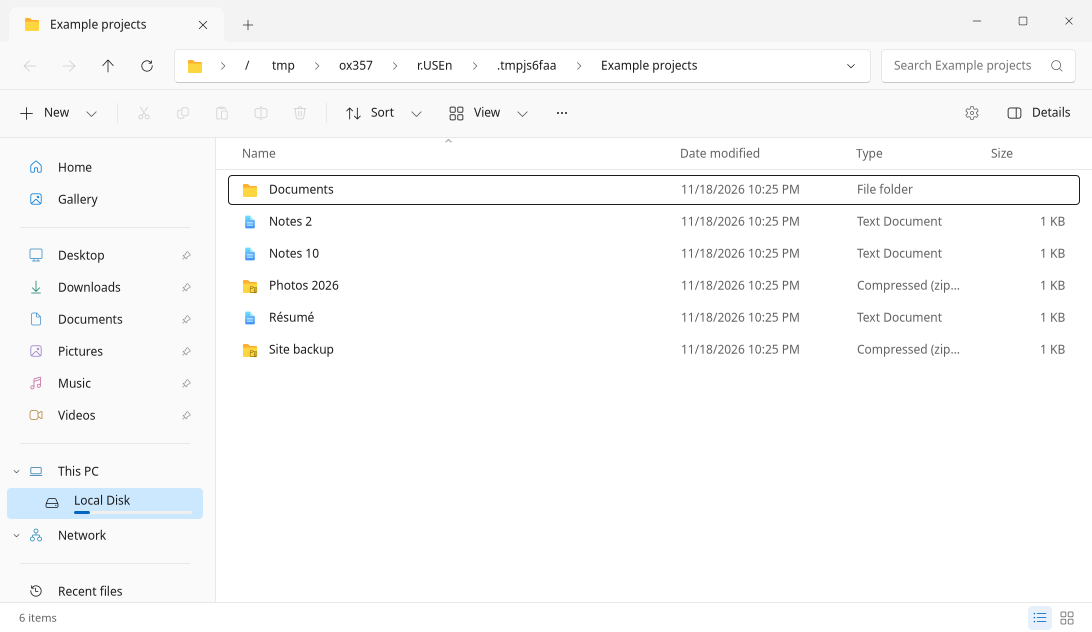 Example projects
/ tmp ox357 r.USEn .tmpjs6faa Example projects
Search Example projects
New Sort View ... Details
Home
Gallery
Desktop
Downloads
Documents
Pictures
Music
Videos
This PC
Local Disk
Network
Recent files
Name Date modified Type Size
Documents 11/18/2026 10:25 PM File folder
Notes 2 11/18/2026 10:25 PM Text Document 1 KB
Notes 10 11/18/2026 10:25 PM Text Document 1 KB
Photos 2026 11/18/2026 10:25 PM Compressed (zip... 1 KB
Résumé 11/18/2026 10:25 PM Text Document 1 KB
Site backup 11/18/2026 10:25 PM Compressed (zip... 1 KB
6 items